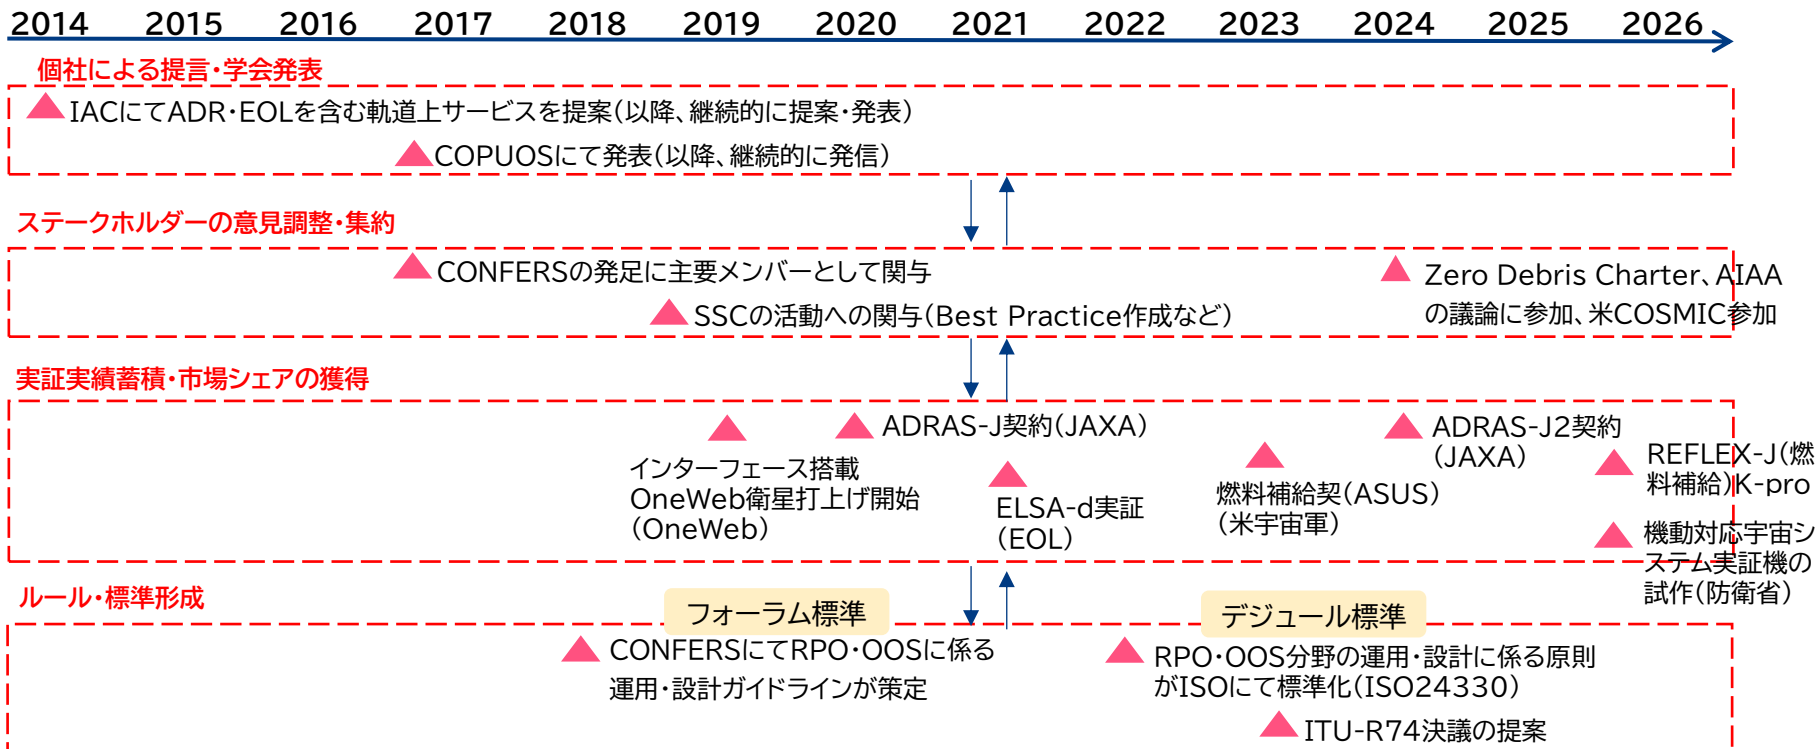 2014 2015 2016 2017 2018 2019 2020 2021 2022 2023 2024 2025 2026
個社による提言・学会発表
IACにてADR・EOLを含む軌道上サービスを提案(以降、継続的に提案・発表)
COPUOSにて発表(以降、継続的に発信)
ステークホルダーの意見調整・集約
CONFERSの発足に主要メンバーとして関与
SSCの活動への関与(Best Practice作成など)
Zero Debris Charter、AIAA
の議論に参加、米COSMIC参加
実証実績蓄積・市場シェアの獲得
インターフェース搭載
OneWeb衛星打上げ開始
(OneWeb)
ADRAS-J契約(JAXA)
ELSA-d実証
(EOL)
燃料補給契(ASUS)
(米宇宙軍)
ADRAS-J2契約
(JAXA)
REFLEX-J(燃
料補給)K-pro
機動対応宇宙シ
ステム実証機の
試作(防衛省)
ルール・標準形成
フォーラム標準
CONFERSにてRPO・OOSに係る
運用・設計ガイドラインが策定
デジュール標準
RPO・OOS分野の運用・設計に係る原則
がISOにて標準化(ISO24330)
ITU-R74決議の提案